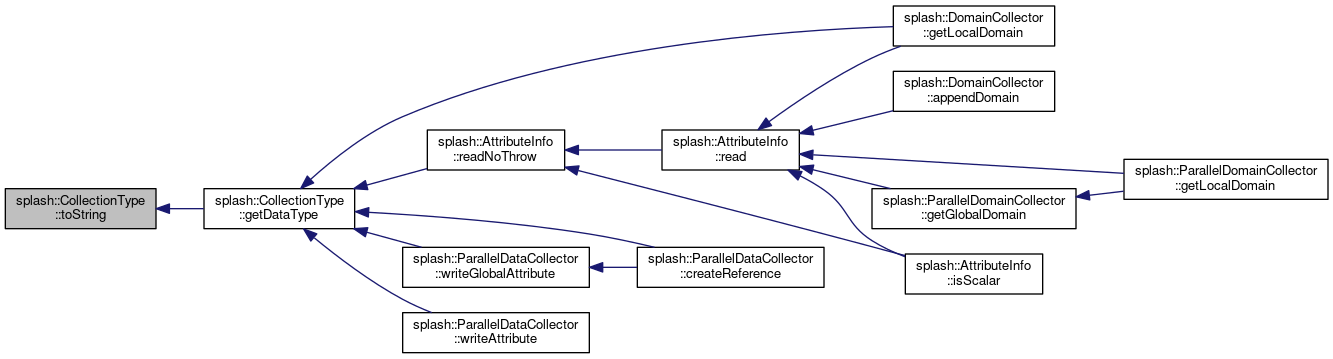 splash::CollectionType
::toString
splash::CollectionType
::getDataType
splash::AttributeInfo
::readNoThrow
splash::ParallelDataCollector
::writeGlobalAttribute
splash::ParallelDataCollector
::writeAttribute
splash::AttributeInfo
::read
splash::ParallelDataCollector
::createReference
splash::DomainCollector
::getLocalDomain
splash::DomainCollector
::appendDomain
splash::ParallelDomainCollector
::getGlobalDomain
splash::AttributeInfo
::isScalar
splash::ParallelDomainCollector
::getLocalDomain